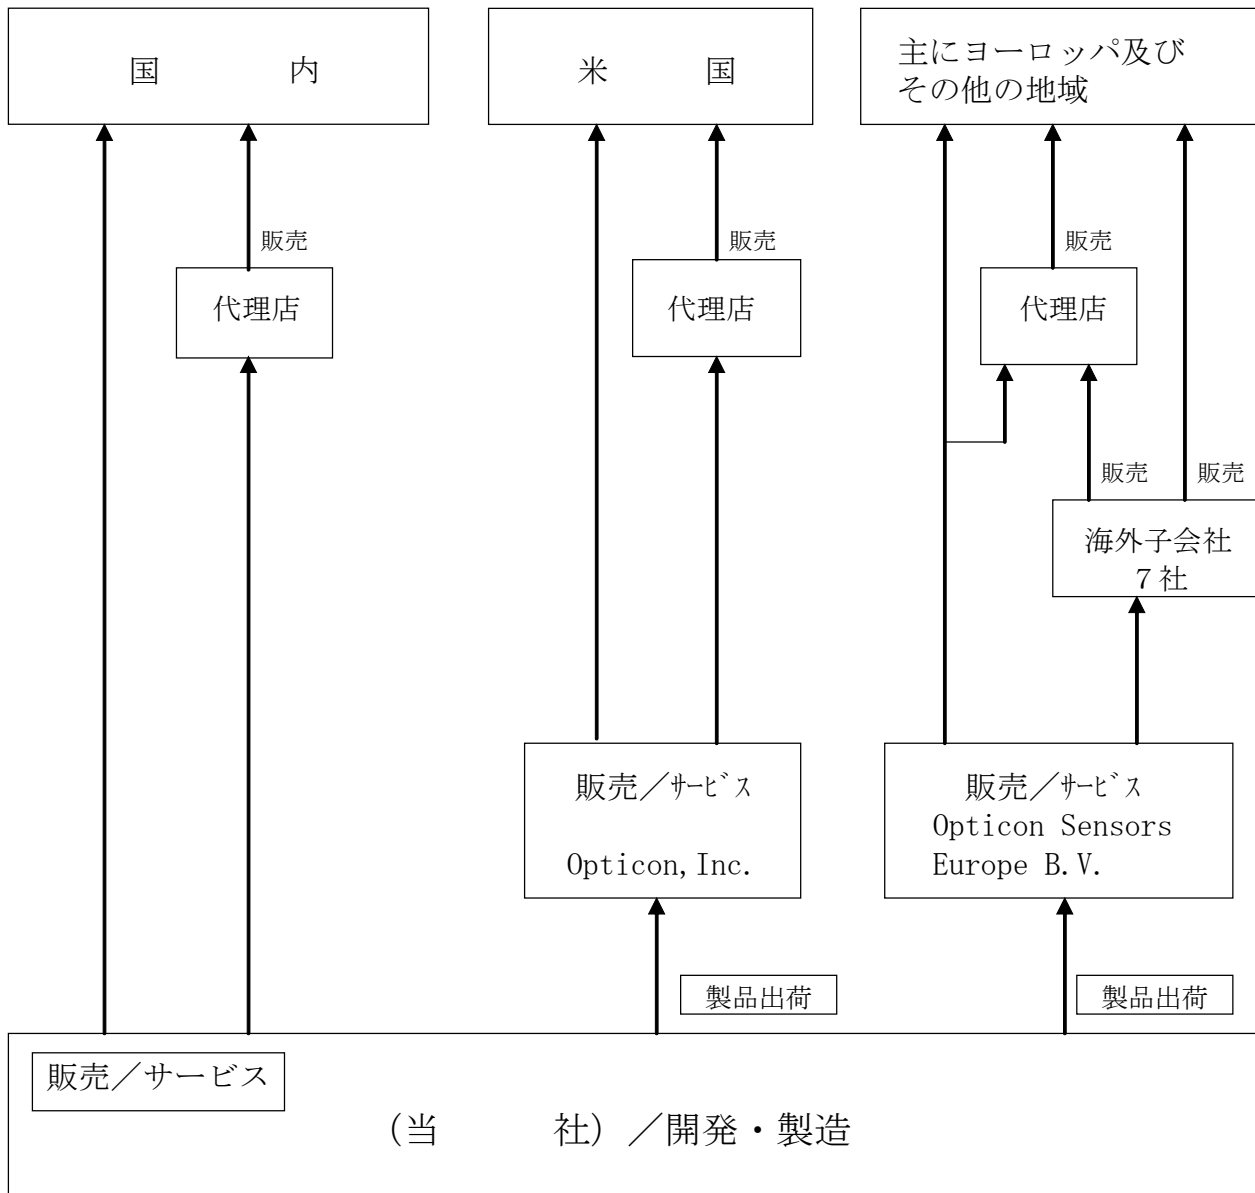 国　　　　内
米　　　国
主にヨーロッパ及び
その他の地域
販売
販売
販売
代理店
代理店
代理店
販売
販売
海外子会社
７社
販売／ｻｰﾋﾞｽ
Opticon, Inc.
販売／ｻｰﾋﾞｽ
Opticon Sensors
Europe B.V.
製品出荷
製品出荷
販売／サービス
（当　　　社）／開発・製造